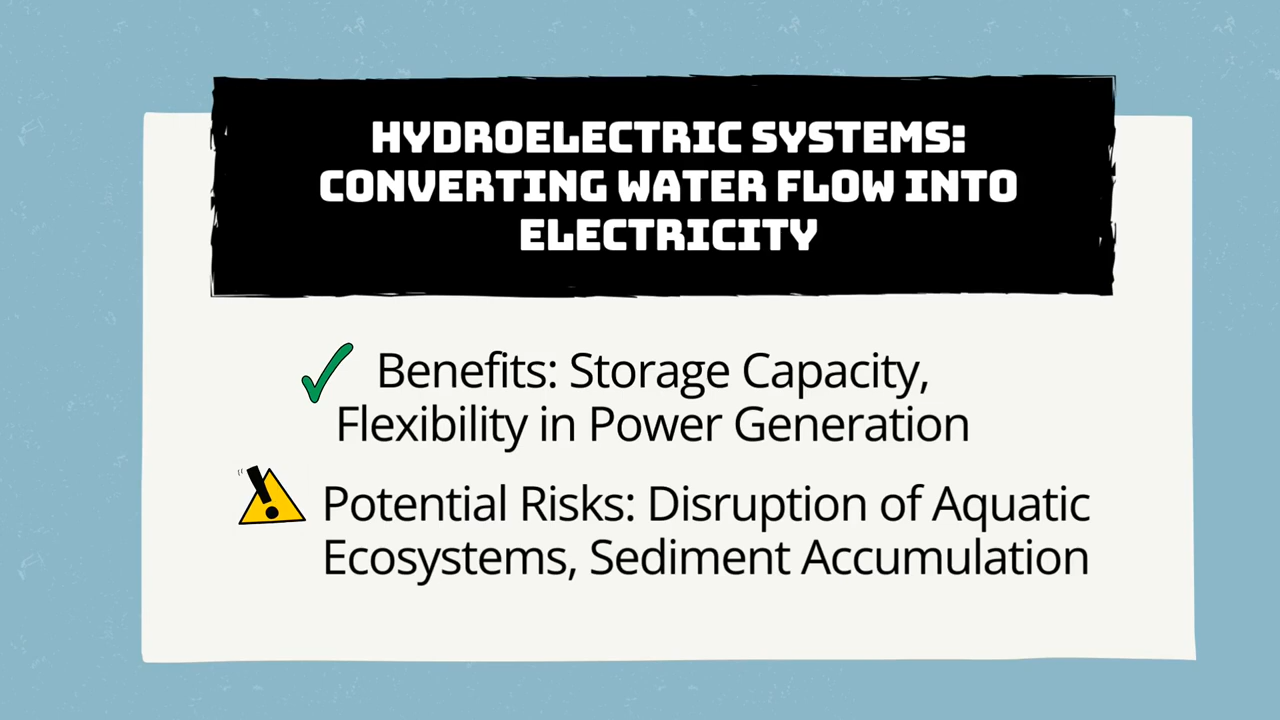 HYDROELECTRIC SYSTEMS:
CONVERTING WATER FLOW INTO
ELECTRICITY
Benefits: Storage Capacity,
Flexibility in Power Generation
Potential Risks: Disruption of Aquatic
Ecosystems, Sediment Accumulation